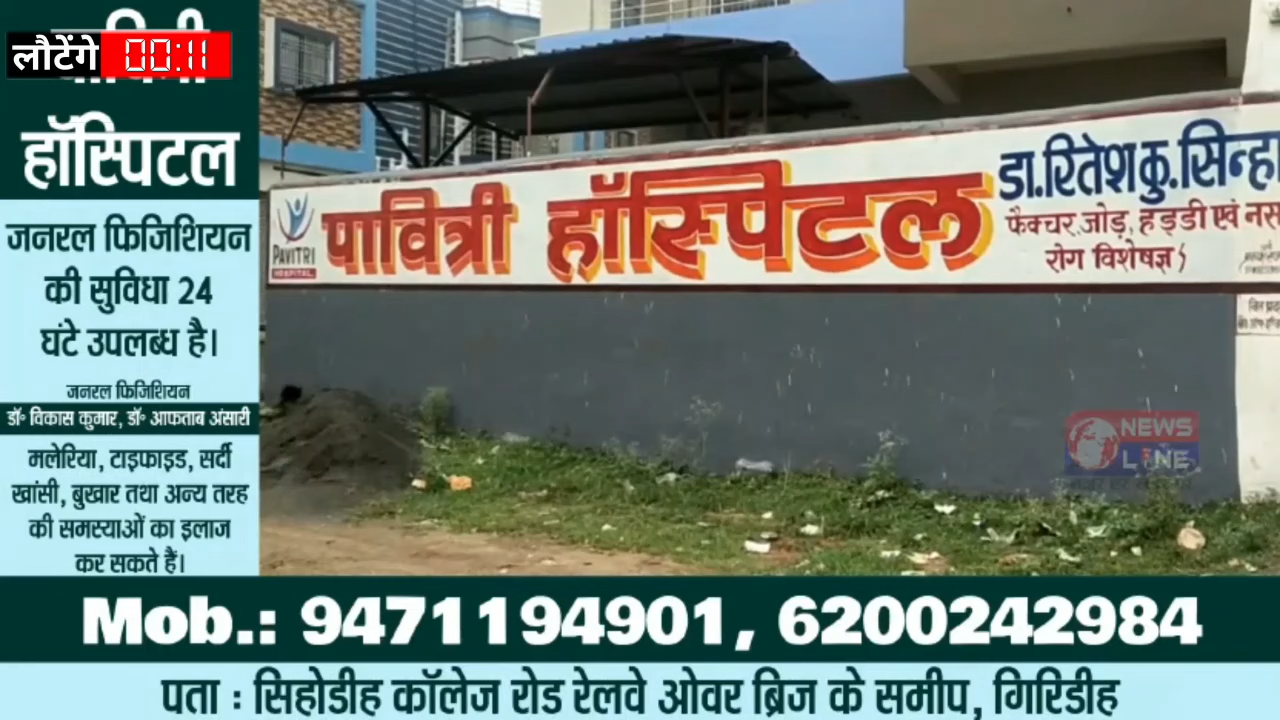 लौटेंगे 00:11
हॉस्पिटल
जनरल फिजिशियन
की सुविधा 24
घंटे उपलब्ध है।
जनरल फिजिशियन
डॉ॰ विकास कुमार, डॉ॰ आफताब अंसारी
मलेरिया, टाइफाइड, सर्दी
खांसी, बुखार तथा अन्य तरह
की समस्याओं का इलाज
कर सकते हैं।
PAVITRI
HOSPITAL
पावित्री हॉस्पिटल
डा.रितेश कु.सिन्हा
फैक्चर,जोड़,हड्डी एवं नस
रोग विशेषज्ञ
NEWS
LINE
Mob.: 9471194901, 6200242984
पता : सिहोडीह कॉलेज रोड रेलवे ओवर ब्रिज के समीप, गिरिडीह